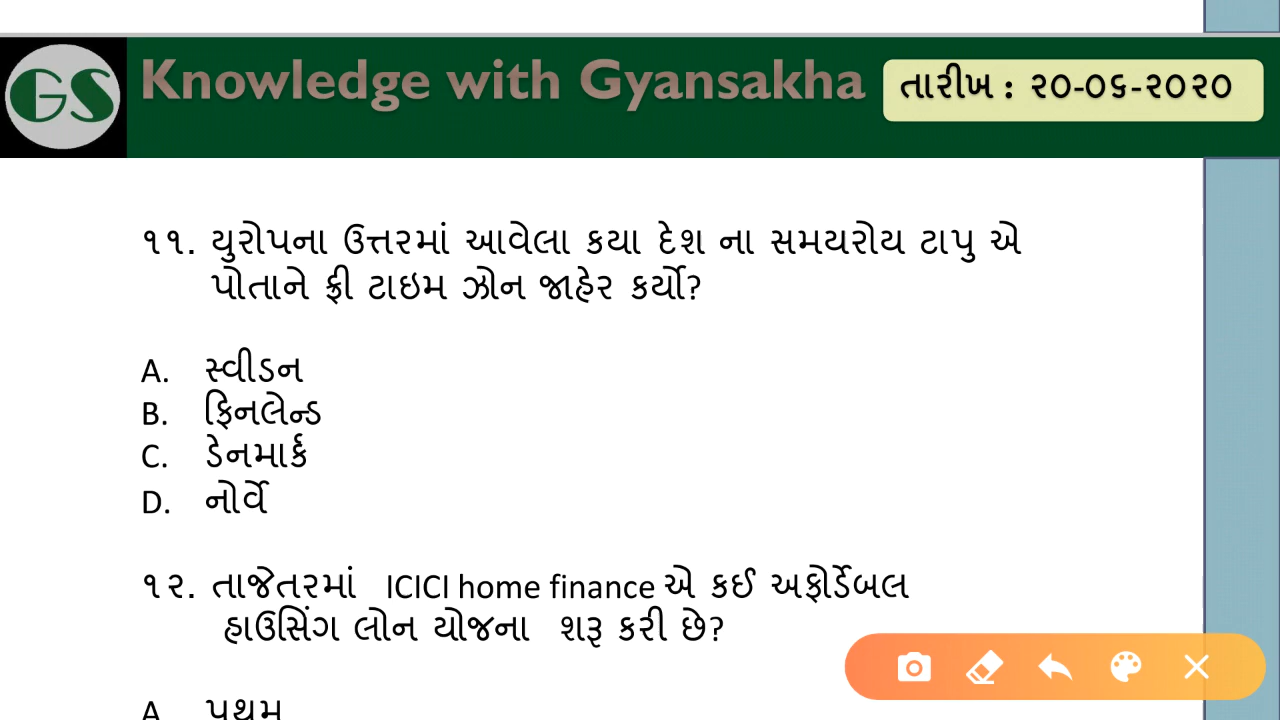 GS
Knowledge with Gyansakha
તારીખ : ૨૦-૦૬-૨૦૨૦
૧૧. યુરોપના ઉત્તરમાં આવેલા કયા દેશ ના સમયરોય ટાપુ એ
પોતાને ફ્રી ટાઇમ ઝોન જાહેર કર્યો?
A. સ્વીડન
B. ફિનલેન્ડ
C. ડેનમાર્ક
D. નોર્વે
૧૨. તાજેતરમાં ICICI home finance એ કઈ અફોર્ડેબલ
હાઉસિંગ લોન યોજના શરૂ કરી છે?
A પ્રથમ